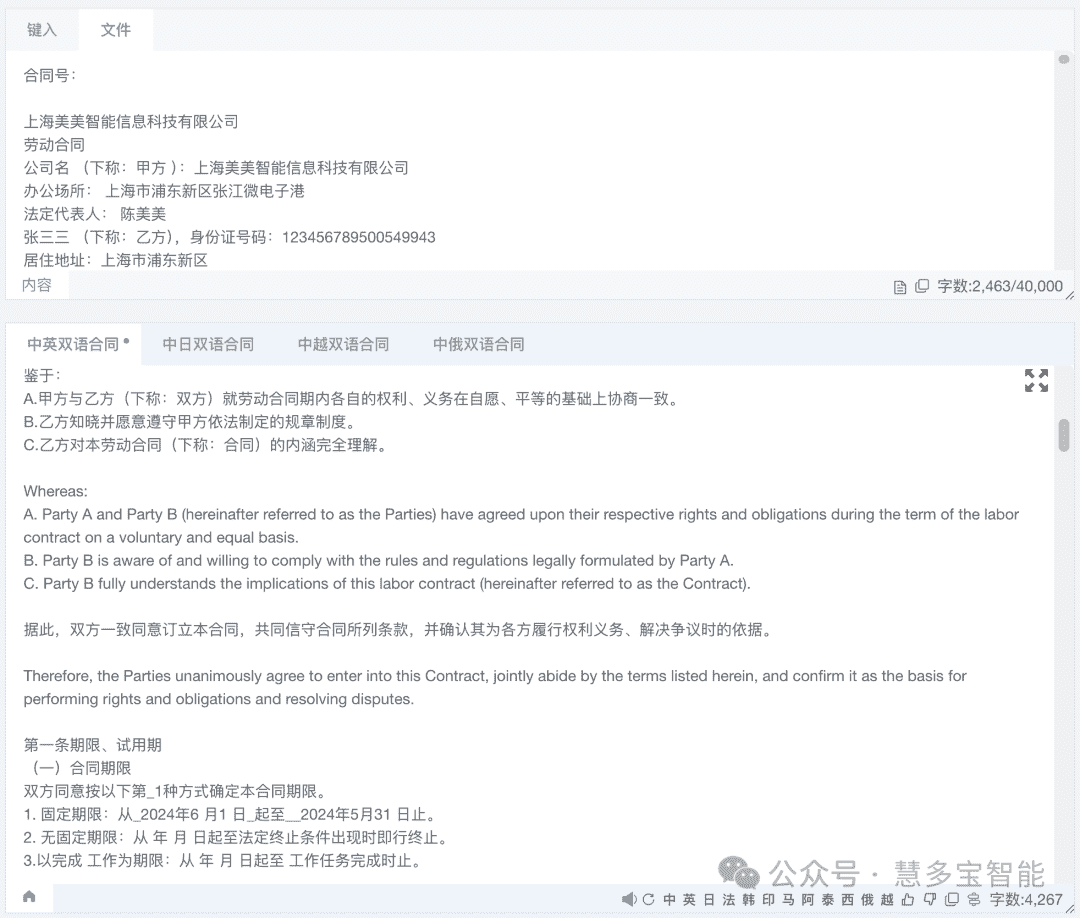 键入 文件
合同号：
上海美美智能信息科技有限公司
劳动合同
公司名 （下称：甲方 ）：上海美美智能信息科技有限公司
办公场所： 上海市浦东新区张江微电子港
法定代表人： 陈美美
张三三 （下称：乙方），身份证号码：123456789500549943
居住地址：上海市浦东新区
内容 字数:2,463/40,000
中英双语合同 中日双语合同 中越双语合同 中俄双语合同
鉴于：
A.甲方与乙方（下称：双方）就劳动合同期内各自的权利、义务在自愿、平等的基础上协商一致。
B.乙方知晓并愿意遵守甲方依法制定的规章制度。
C.乙方对本劳动合同（下称：合同）的内涵完全理解。
Whereas:
A. Party A and Party B (hereinafter referred to as the Parties) have agreed upon their respective rights and obligations during the term of the labor
contract on a voluntary and equal basis.
B. Party B is aware of and willing to comply with the rules and regulations legally formulated by Party A.
C. Party B fully understands the implications of this labor contract (hereinafter referred to as the Contract).
据此，双方一致同意订立本合同，共同信守合同所列条款，并确认其为各方履行权利义务、解决争议时的依据。
Therefore, the Parties unanimously agree to enter into this Contract, jointly abide by the terms listed herein, and confirm it as the basis for
performing rights and obligations and resolving disputes.
第一条期限、试用期
（一）合同期限
双方同意按以下第_1种方式确定本合同期限。
1. 固定期限：从_2024年6 月1 日_起至__2024年5月31 日止。
2. 无固定期限：从 年 月 日起至法定终止条件出现时即行终止。
3.以完成 工作为期限：从 年 月 日起至 工作任务完成时止。
公众号 · 慧多宝智能
中 英 日 法 韩 印 马 阿 泰 西 俄 越 字数:4,267